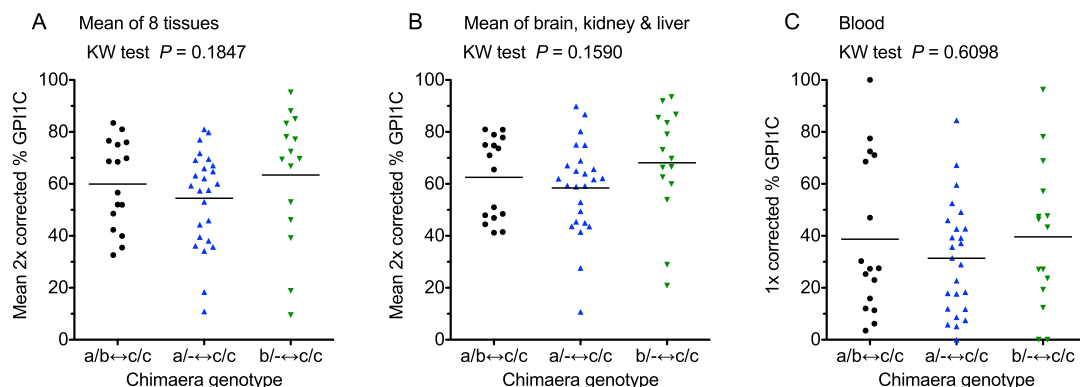 A Mean of 8 tissues
KW test P = 0.1847
Mean 2x corrected % GPI1C
100
80
60
40
20
0
a/b↔c/c a/-↔c/c b/-↔c/c
Chimaera genotype
B Mean of brain, kidney & liver
KW test P = 0.1590
Mean 2x corrected % GPI1C
100
80
60
40
20
0
a/b↔c/c a/-↔c/c b/-↔c/c
Chimaera genotype
C Blood
KW test P = 0.6098
1x corrected % GPI1C
100
80
60
40
20
0
a/b↔c/c a/-↔c/c b/-↔c/c
Chimaera genotype